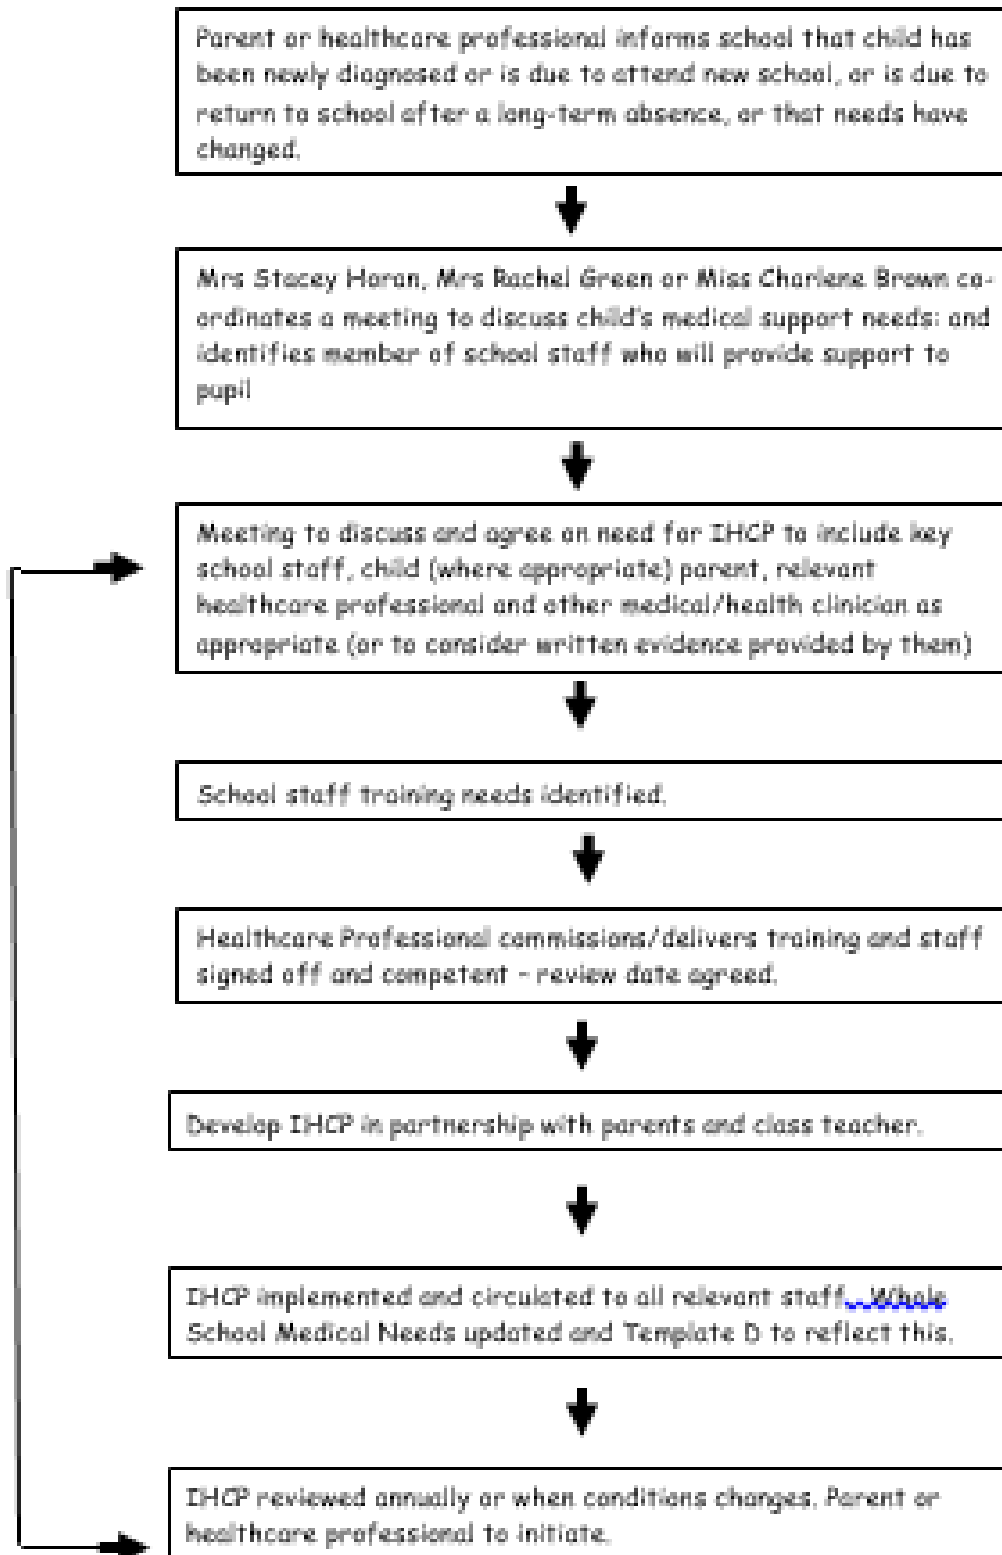 Parent or healthcare professional informs school that child has
been newly diagnosed or is due to attend new school, or is due to
return to school after a long-term absence, or that needs have
changed.
Mrs Stacey Horan, Mrs Rachel Green or Miss Charlene Brown co-
ordinates a meeting to discuss child's medical support needs; and
identifies member of school staff who will provide support to
pupil
Meeting to discuss and agree on need for IHCP to include key
school staff, child (where appropriate) parent, relevant
healthcare professional and other medical/health clinician as
appropriate (or to consider written evidence provided by them)
School staff training needs identified.
Healthcare Professional commissions/delivers training and staff
signed off and competent - review date agreed.
Develop IHCP in partnership with parents and class teacher.
IHCP implemented and circulated to all relevant staff. Whole
School Medical Needs updated and Template D to reflect this.
IHCP reviewed annually or when conditions changes. Parent or
healthcare professional to initiate.